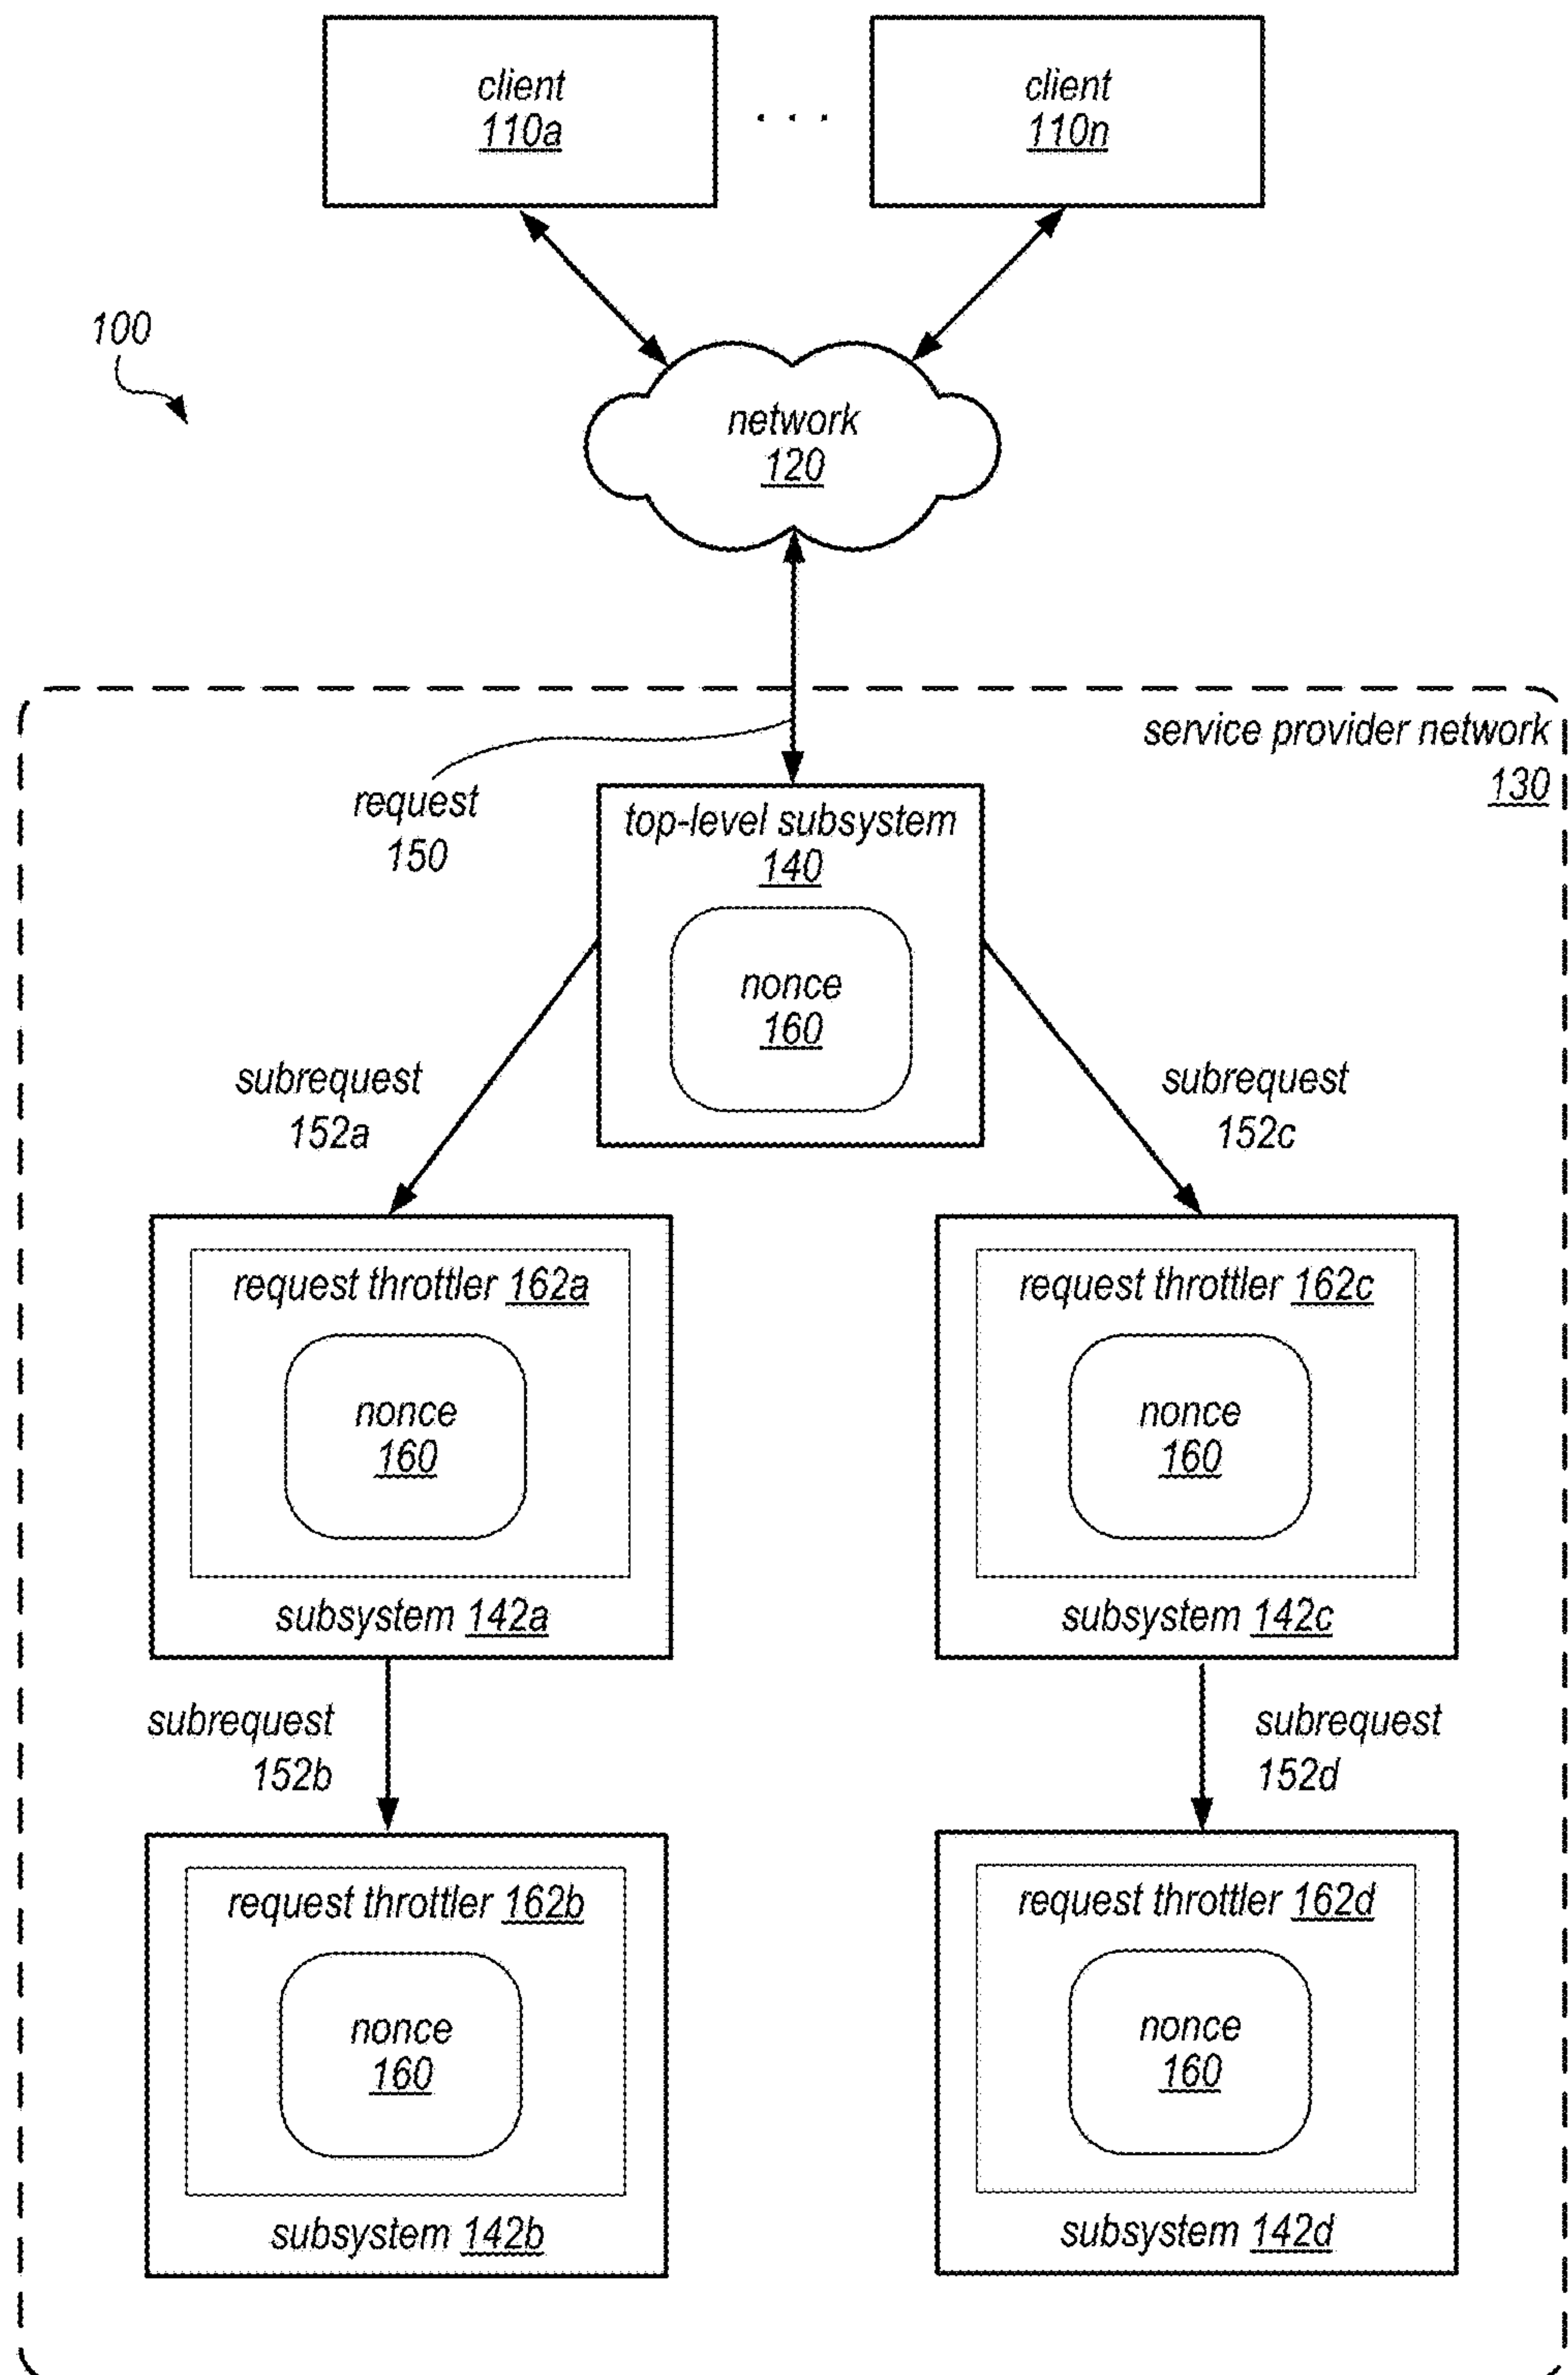 client
110a
. . .
client
110n
100
network
120
service provider network
130
request
150
top-level subsystem
140
nonce
160
subrequest
152a
subrequest
152c
request throttler 162a
nonce
160
subsystem 142a
request throttler 162c
nonce
160
subsystem 142c
subrequest
152b
subrequest
152d
request throttler 162b
nonce
160
subsystem 142b
request throttler 162d
nonce
160
subsystem 142d